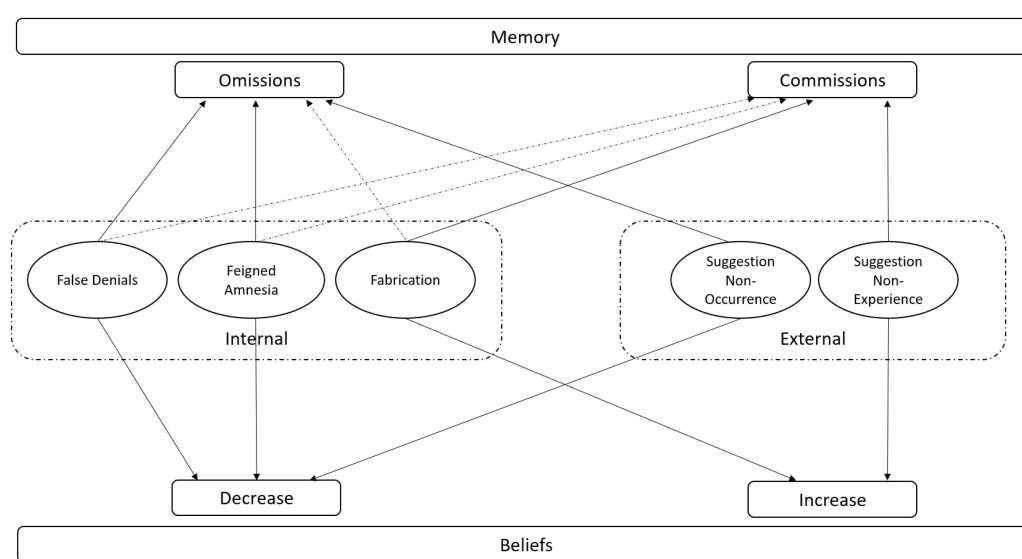 Memory
Omissions
Commissions
False Denials
Feigned
Amnesia
Fabrication
Suggestion
Non-
Occurrence
Suggestion
Non-
Experience
Internal
External
Decrease
Increase
Beliefs